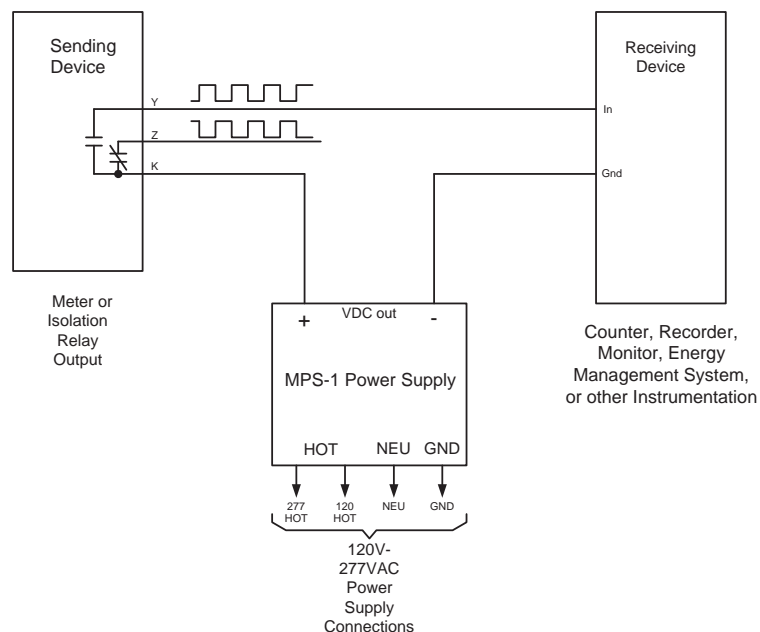 Sending
Device
Receiving
Device
Y
In
Z
K
Gnd
Meter or
Isolation
Relay
Output
VDC out
+
-
MPS-1 Power Supply
Counter, Recorder,
Monitor, Energy
Management System,
or other Instrumentation
HOT NEU GND
277
HOT
120
HOT
NEU
GND
120V-
277VAC
Power
Supply
Connections